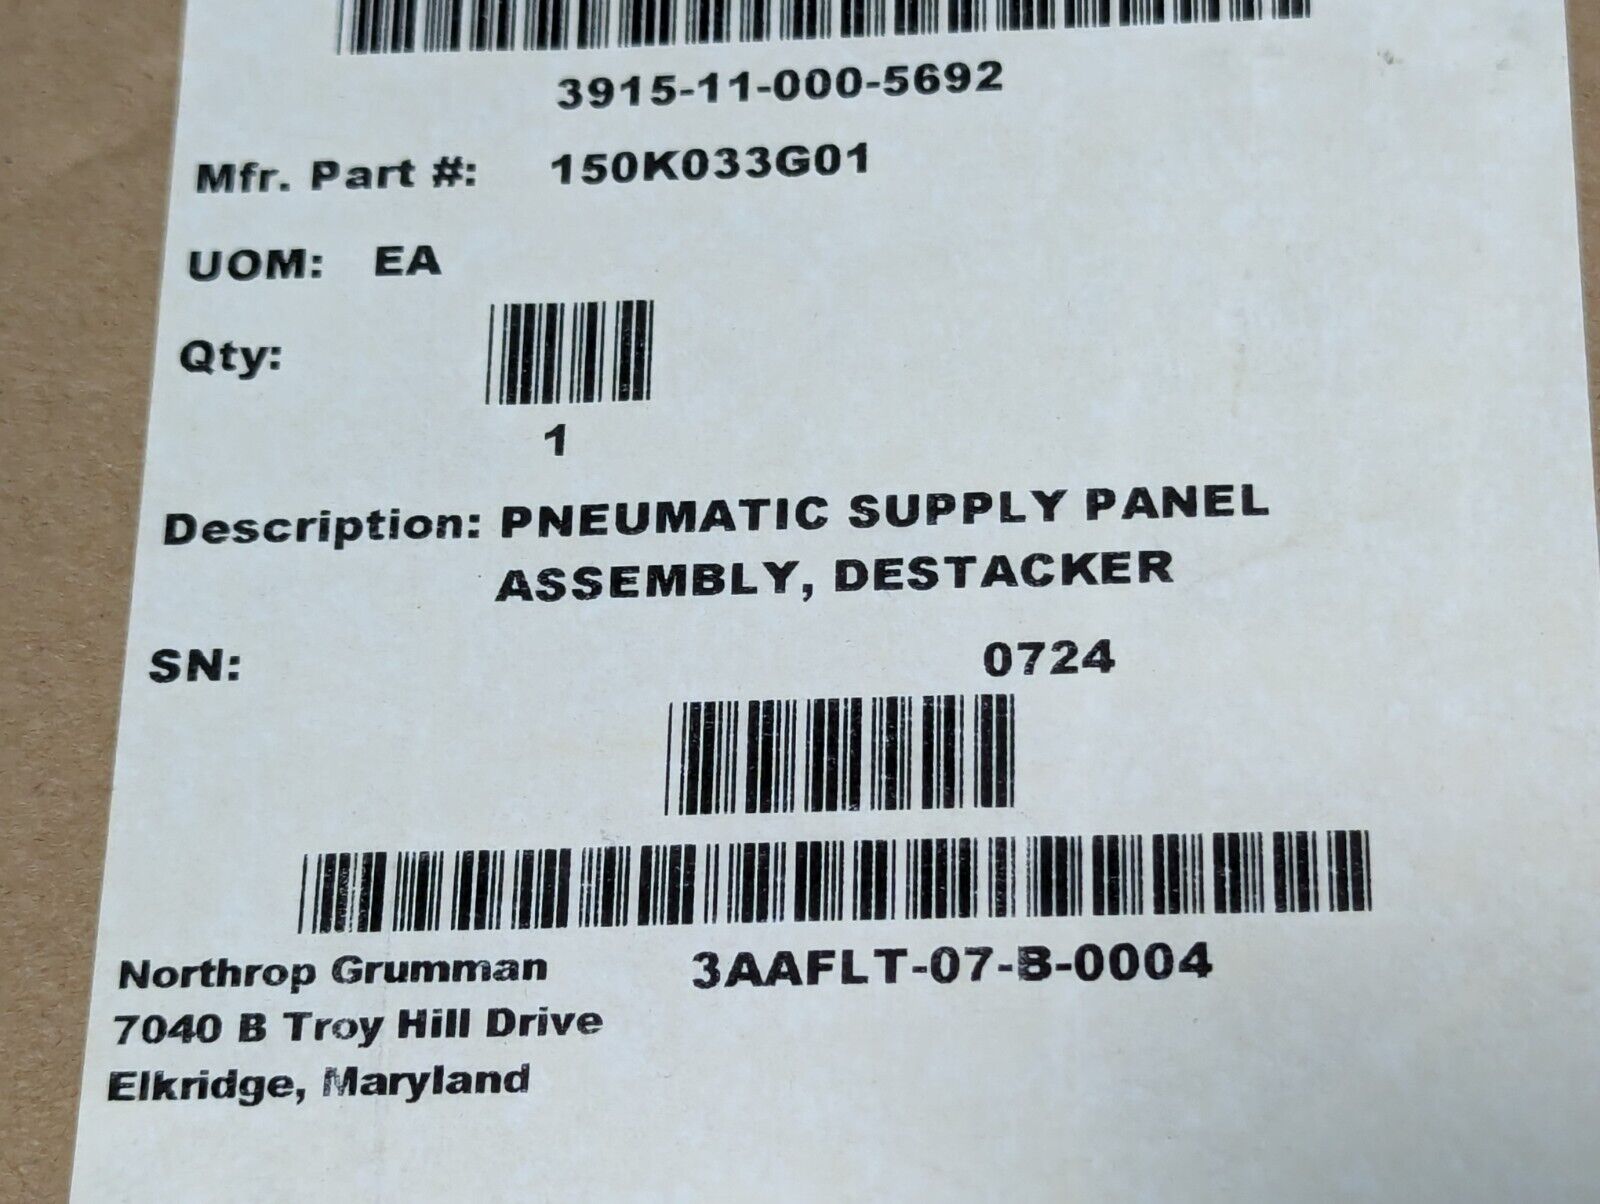 3915-11-000-5692
Mfr. Part #: 150K033G01
UOM: EA
Qty:
1
Description: PNEUMATIC SUPPLY PANEL
ASSEMBLY, DESTACKER
SN: 0724
3AAFLT-07-B-0004
Northrop Grumman
7040 B Troy Hill Drive
Elkridge, Maryland